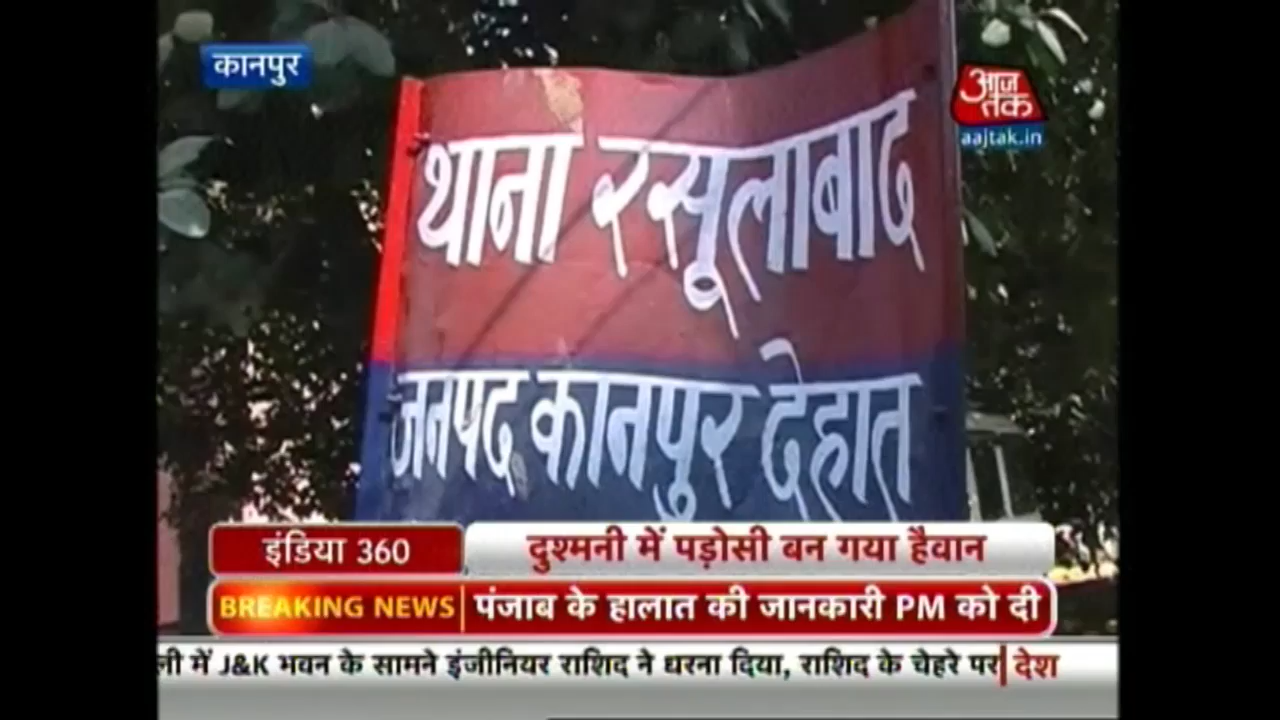 कानपुर
आज
तक
aajtak.in
थाना रसूलाबाद
जनपद कानपुर देहात
इंडिया 360
दुश्मनी में पड़ोसी बन गया हैवान
BREAKING NEWS
पंजाब के हालात की जानकारी PM को दी
ली में J&K भवन के सामने इंजीनियर राशिद ने धरना दिया, राशिद के चेहरे पर
देश